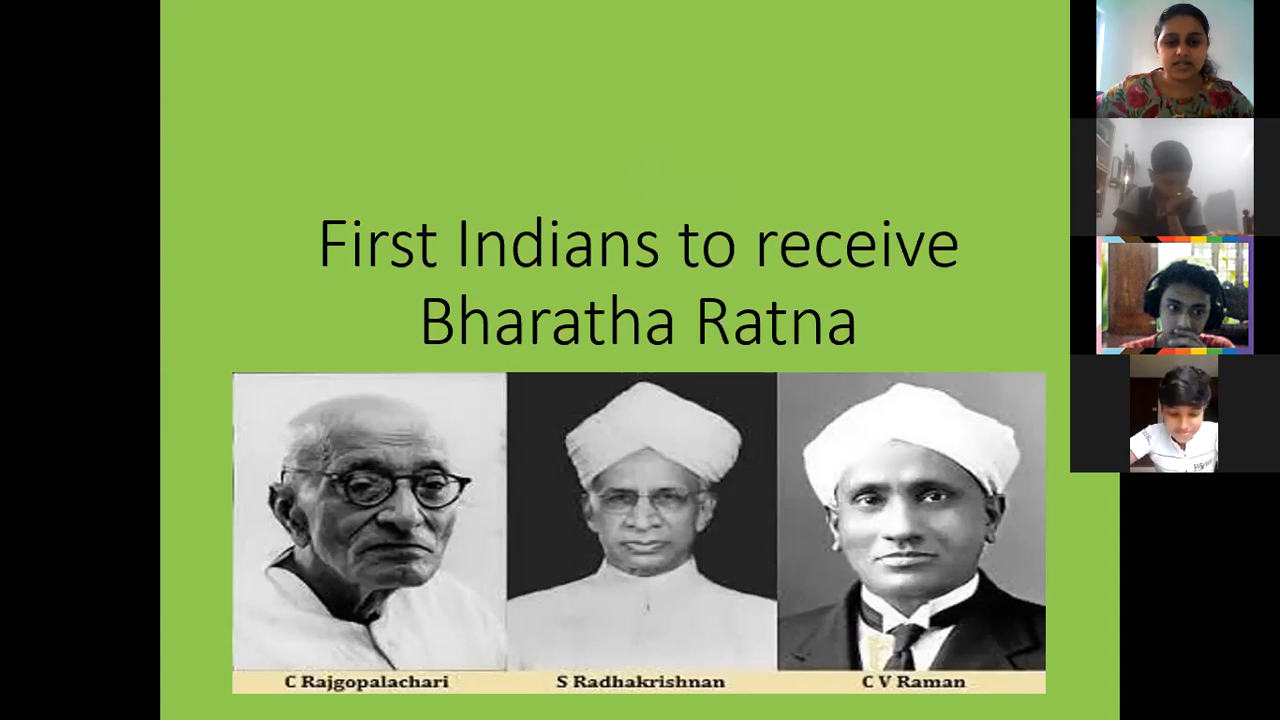 First Indians to receive
Bharatha Ratna
C Rajgopalachari
S Radhakrishnan
C V Raman